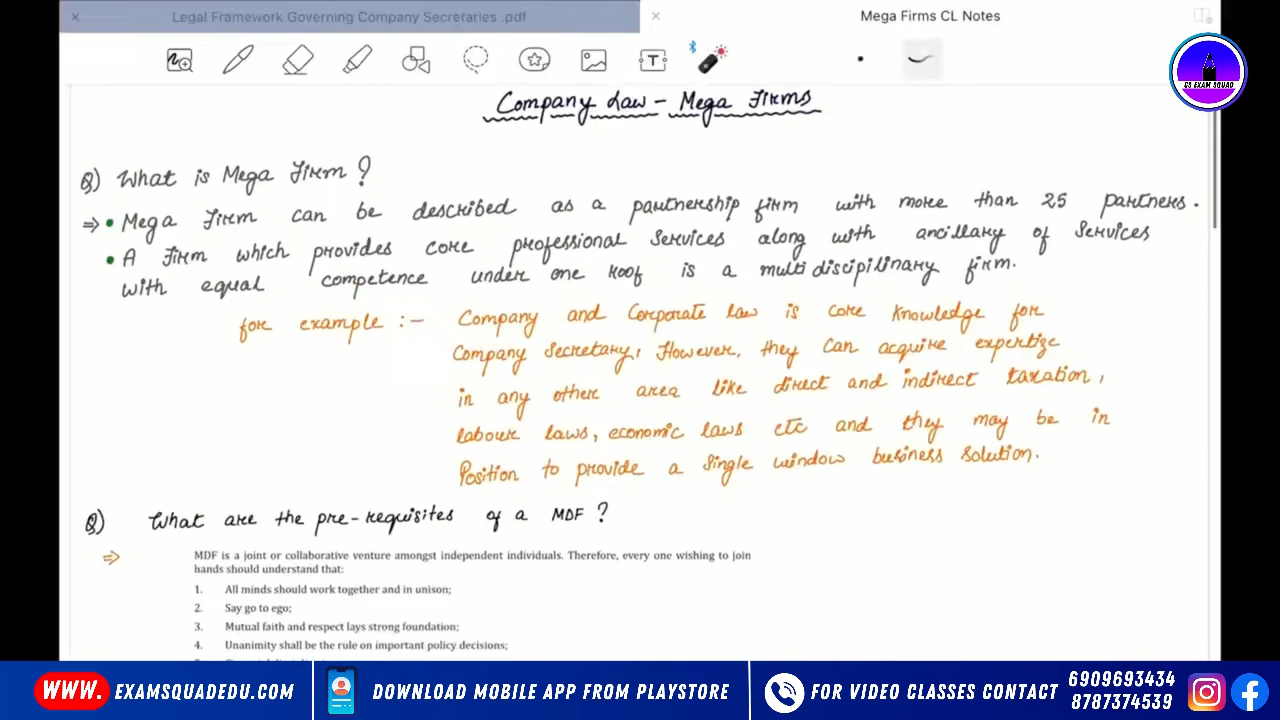 Legal Framework Governing Company Secretaries .pdf
Mega Firms CL Notes
CS EXAM SQUAD
Company Law - Mega Firms
Q) What is Mega Firm?
⇒ • Mega Firm can be described as a partnership firm with more than 25 partners.
• A Firm which provides core professional Services along with ancillary of Services
with equal competence under one roof is a multi disciplinary firm.
for example :- Company and Corporate law is core knowledge for
Company Secretary, However, they can acquire expertize
in any other area like direct and indirect taxation,
labour laws, economic laws etc and they may be in
Position to provide a Single window business solution.
Q) What are the pre-requisites of a MDF?
⇒ MDF is a joint or collaborative venture amongst independent individuals. Therefore, every one wishing to join
hands should understand that:
1. All minds should work together and in unison;
2. Say go to ego;
3. Mutual faith and respect lays strong foundation;
4. Unanimity shall be the rule on important policy decisions;
WWW. EXAMSQUADEDU.COM
DOWNLOAD MOBILE APP FROM PLAYSTORE
FOR VIDEO CLASSES CONTACT
6909693434
8787374539